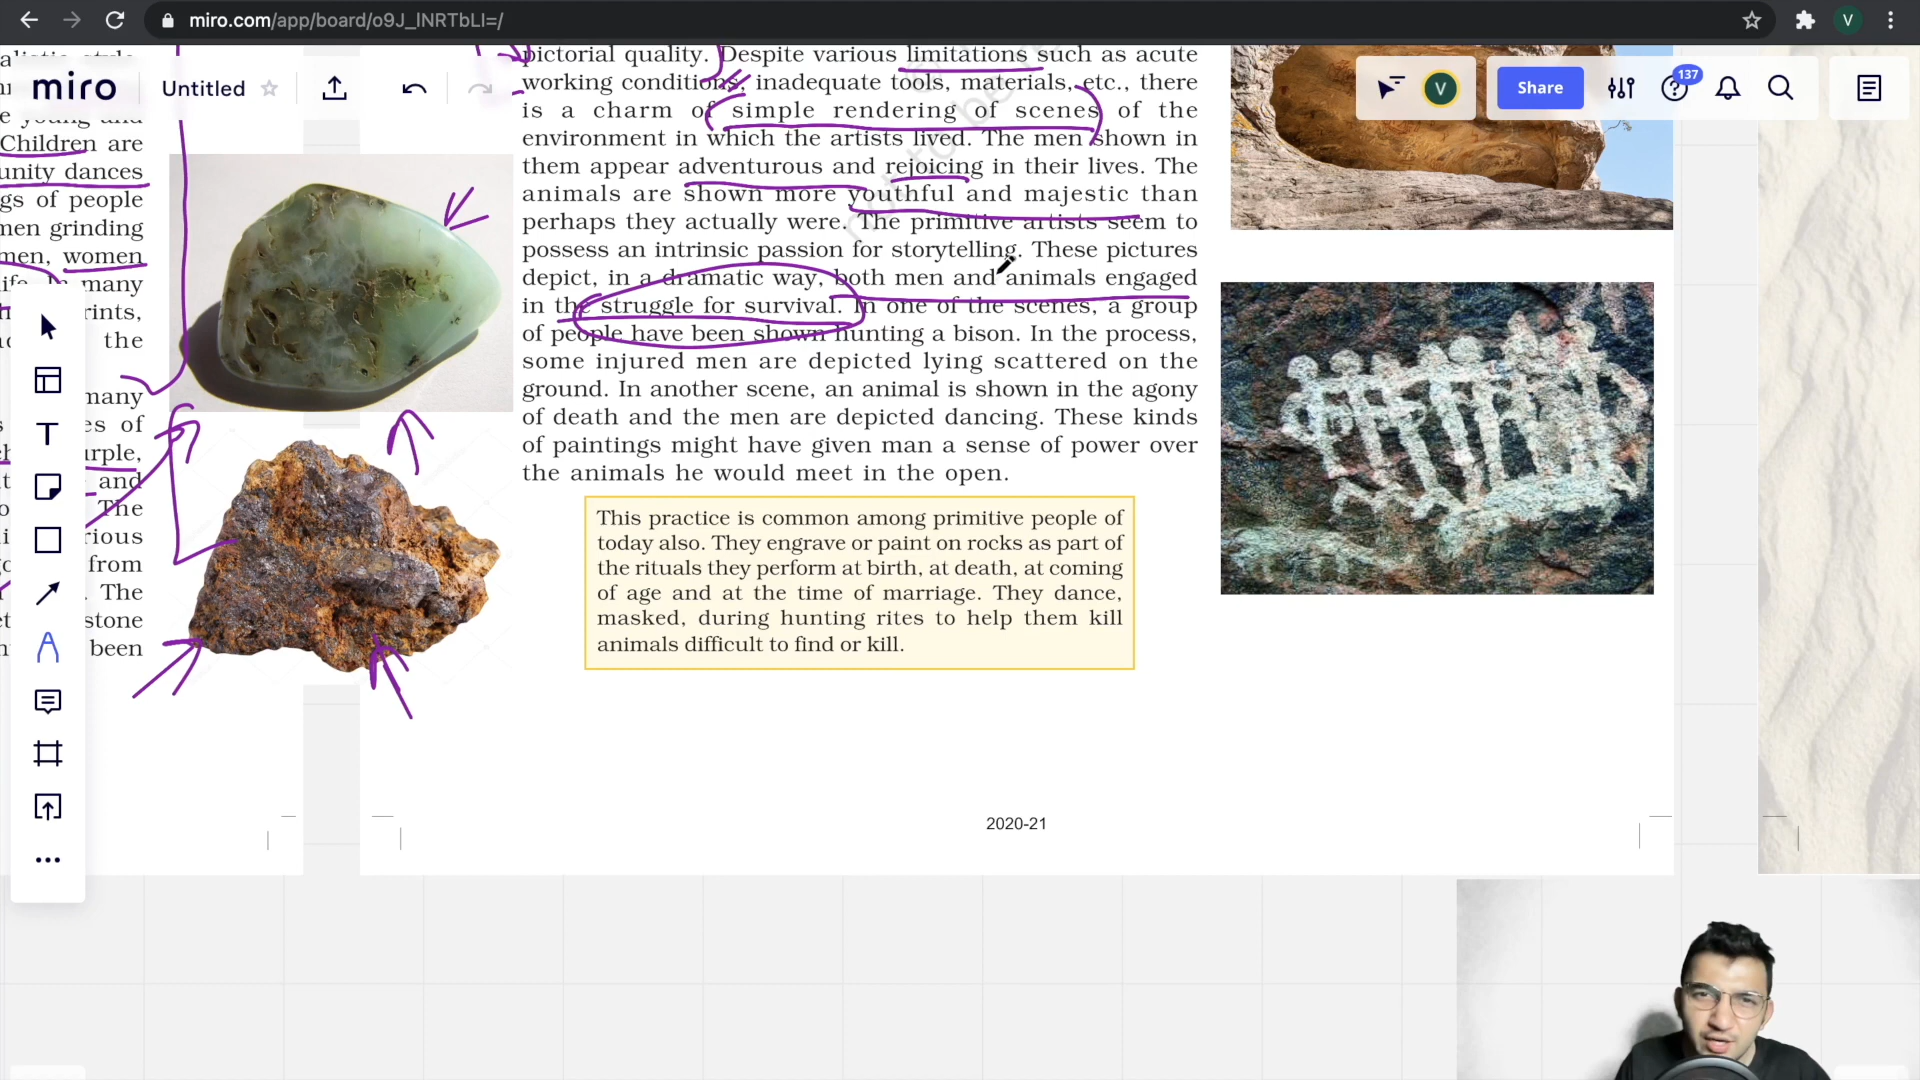 miro.com/app/board/o9J_lNRTbLI=/
V
miro
Untitled
V
Share
137
Children are
unity dances
gs of people
men grinding
men, women
many
rints,
the
many
es of
urple,
and
The
rious
from
The
stone
been
T
pictorial quality. Despite various limitations such as acute
working conditions, inadequate tools, materials, etc., there
is a charm of simple rendering of scenes of the
environment in which the artists lived. The men shown in
them appear adventurous and rejoicing in their lives. The
animals are shown more youthful and majestic than
perhaps they actually were. The primitive artists seem to
possess an intrinsic passion for storytelling. These pictures
depict, in a dramatic way, both men and animals engaged
in the struggle for survival. In one of the scenes, a group
of people have been shown hunting a bison. In the process,
some injured men are depicted lying scattered on the
ground. In another scene, an animal is shown in the agony
of death and the men are depicted dancing. These kinds
of paintings might have given man a sense of power over
the animals he would meet in the open.
This practice is common among primitive people of
today also. They engrave or paint on rocks as part of
the rituals they perform at birth, at death, at coming
of age and at the time of marriage. They dance,
masked, during hunting rites to help them kill
animals difficult to find or kill.
2020-21